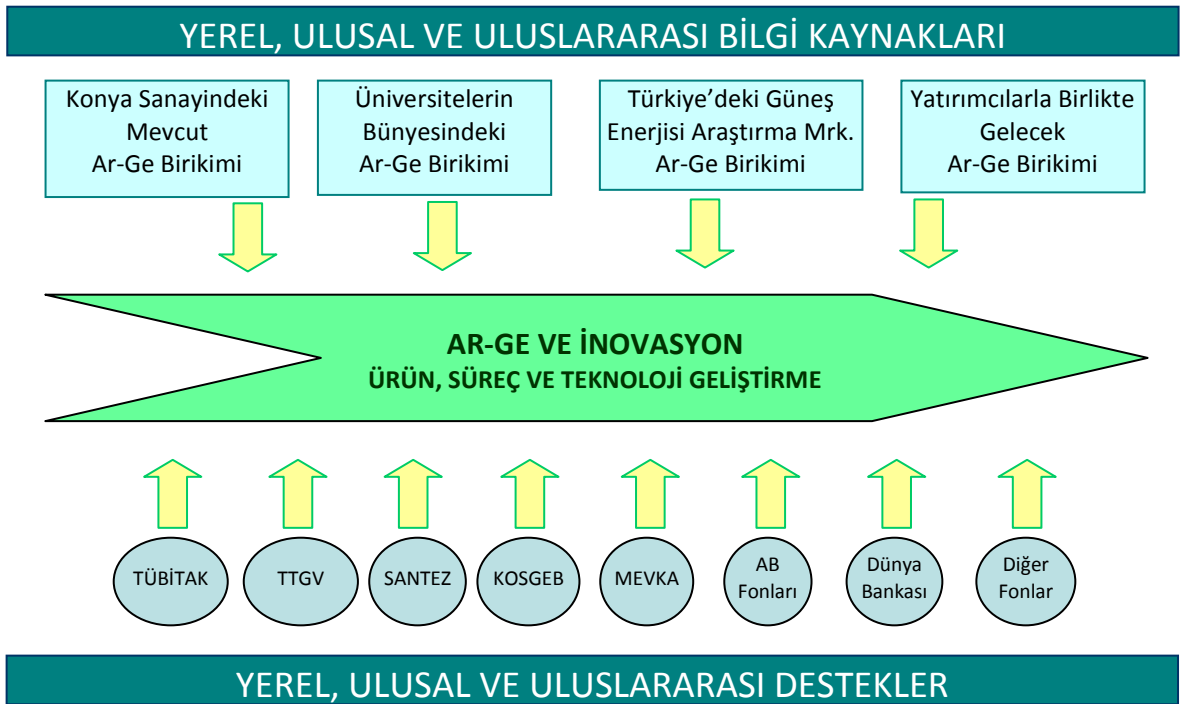 YEREL, ULUSAL VE ULUSLARARASI BİLGİ KAYNAKLARI
Konya Sanayindeki
Mevcut
Ar-Ge Birikimi
Üniversitelerin
Bünyesindeki
Ar-Ge Birikimi
Türkiye’deki Güneş
Enerjisi Araştırma Mrk.
Ar-Ge Birikimi
Yatırımcılarla Birlikte
Gelecek
Ar-Ge Birikimi
AR-GE VE İNOVASYON
ÜRÜN, SÜREÇ VE TEKNOLOJİ GELİŞTİRME
TÜBİTAK
TTGV
SANTEZ
KOSGEB
MEVKA
AB
Fonları
Dünya
Bankası
Diğer
Fonlar
YEREL, ULUSAL VE ULUSLARARASI DESTEKLER